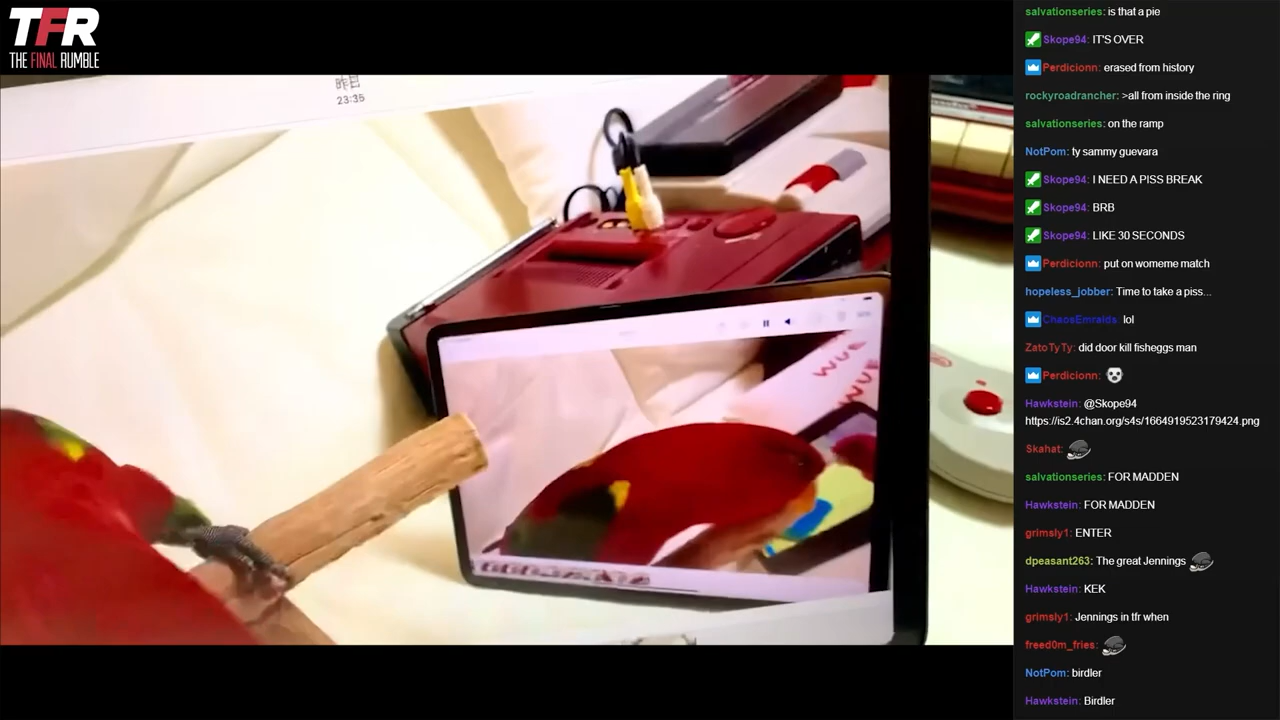 TFR
THE FINAL RUMBLE
昨日
23:35
WUE
WUE
salvationseries: is that a pie
Skope94: IT'S OVER
Perdicionn: erased from history
rockyroadrancher: >all from inside the ring
salvationseries: on the ramp
NotPom: ty sammy guevara
Skope94: I NEED A PISS BREAK
Skope94: BRB
Skope94: LIKE 30 SECONDS
Perdicionn: put on womeme match
hopeless_jobber: Time to take a piss...
ChaosEmralds: lol
ZatoTyTy: did door kill fisheggs man
Perdicionn:
Hawkstein: @Skope94
https://is2.4chan.org/s4s/1664919523179424.png
Skahat:
salvationseries: FOR MADDEN
Hawkstein: FOR MADDEN
grimsly1: ENTER
dpeasant263: The great Jennings
Hawkstein: KEK
grimsly1: Jennings in tfr when
freed0m_fries:
NotPom: birdler
Hawkstein: Birdler